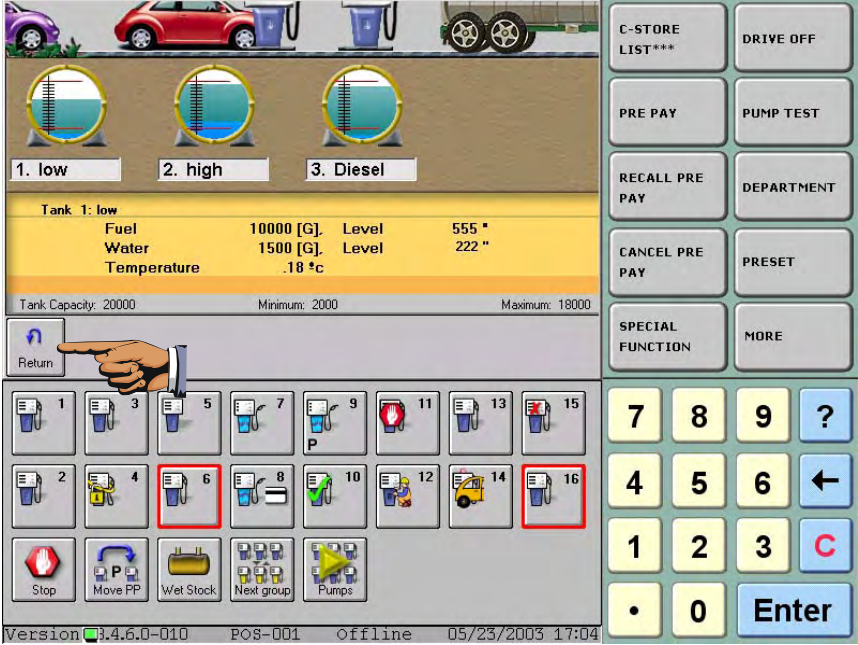 1. low
2. high
3. Diesel
Tank 1: low
Fuel 10000 [G], Level 555 "
Water 1500 [G], Level 222 "
Temperature .18 °c
Tank Capacity: 20000 Minimum: 2000 Maximum: 18000
Return
1 3 5 7 9 11 13 15
P
2 4 6 8 10 12 14 16
P
Stop Move PP Wet Stock Next group Pumps
Version 3.4.6.0-010 POS-001 Offline 05/23/2003 17:04
C-STORE
LIST***
DRIVE OFF
PRE PAY
PUMP TEST
RECALL PRE
PAY
DEPARTMENT
CANCEL PRE
PAY
PRESET
SPECIAL
FUNCTION
MORE
7 8 9 ?
4 5 6 ←
1 2 3 C
• 0 Enter